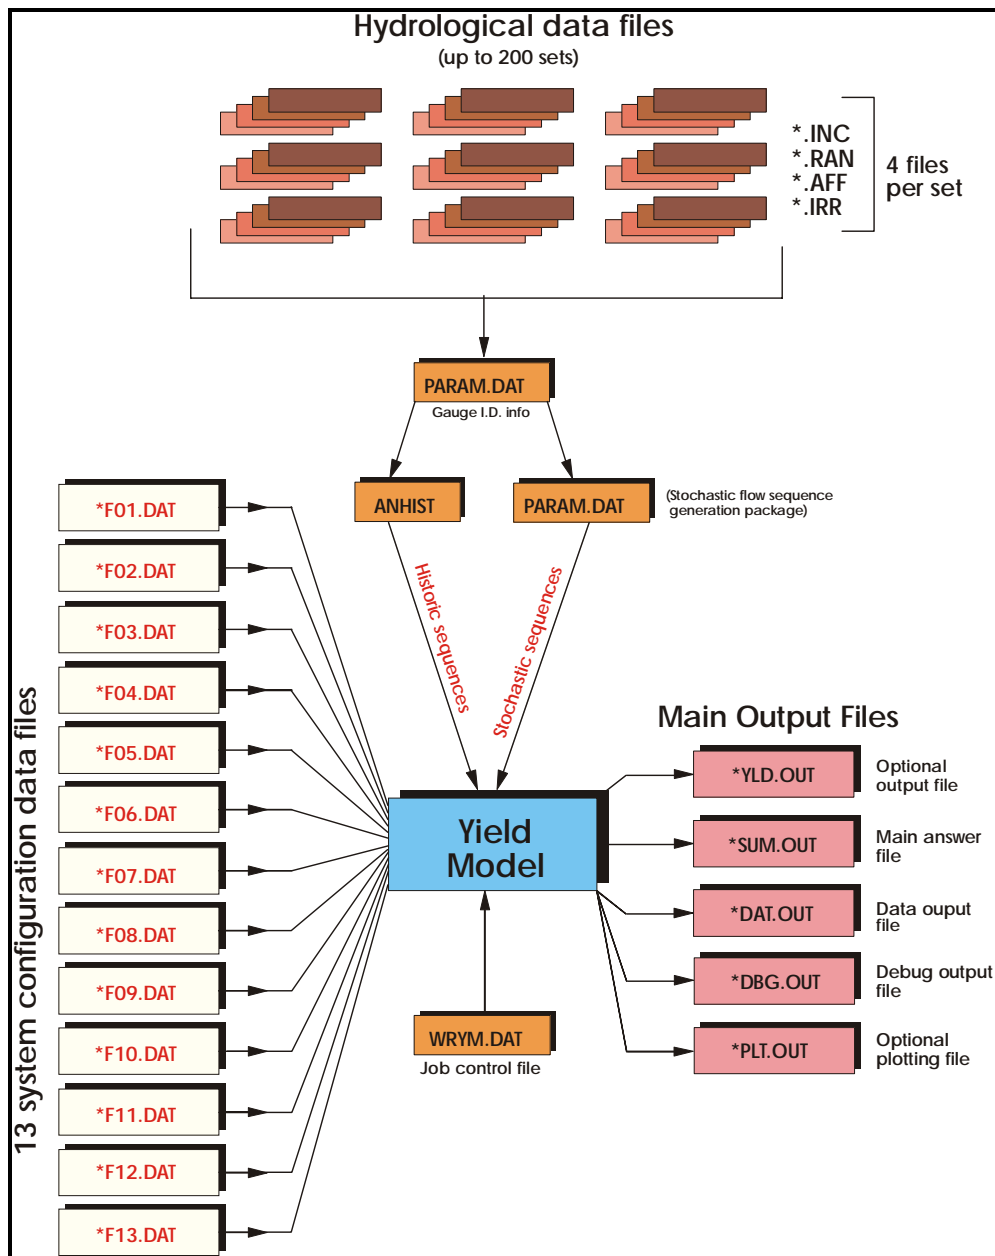 Hydrological data files
(up to 200 sets)
*.INC
*.RAN
*.AFF
*.IRR
4 files
per set
PARAM.DAT
Gauge I.D. info
ANHIST
PARAM.DAT
(Stochastic flow sequence
generation package)
Historic sequences
Stochastic sequences
13 system configuration data files
*F01.DAT
*F02.DAT
*F03.DAT
*F04.DAT
*F05.DAT
*F06.DAT
*F07.DAT
*F08.DAT
*F09.DAT
*F10.DAT
*F11.DAT
*F12.DAT
*F13.DAT
Yield
Model
WRYM.DAT
Job control file
Main Output Files
*YLD.OUT
Optional
output file
*SUM.OUT
Main answer
file
*DAT.OUT
Data ouput
file
*DBG.OUT
Debug output
file
*PLT.OUT
Optional
plotting file